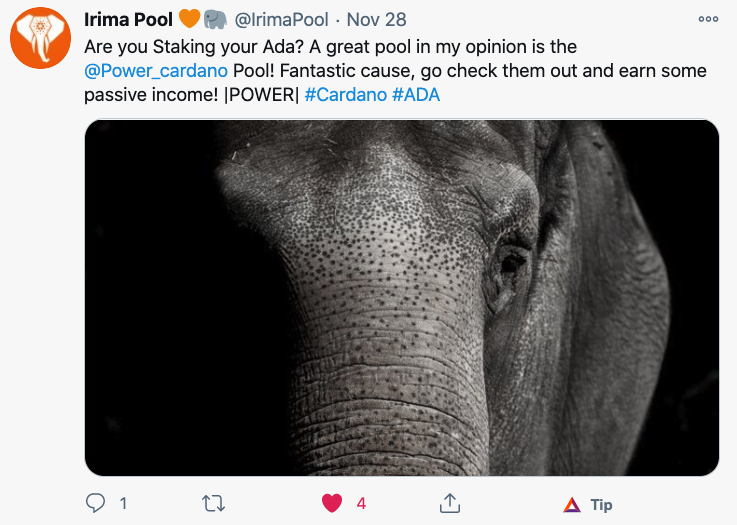 Irima Pool 🧡🐘 @IrimaPool · Nov 28
Are you Staking your Ada? A great pool in my opinion is the
@Power_cardano Pool! Fantastic cause, go check them out and earn some
passive income! |POWER| #Cardano #ADA
1 4 Tip